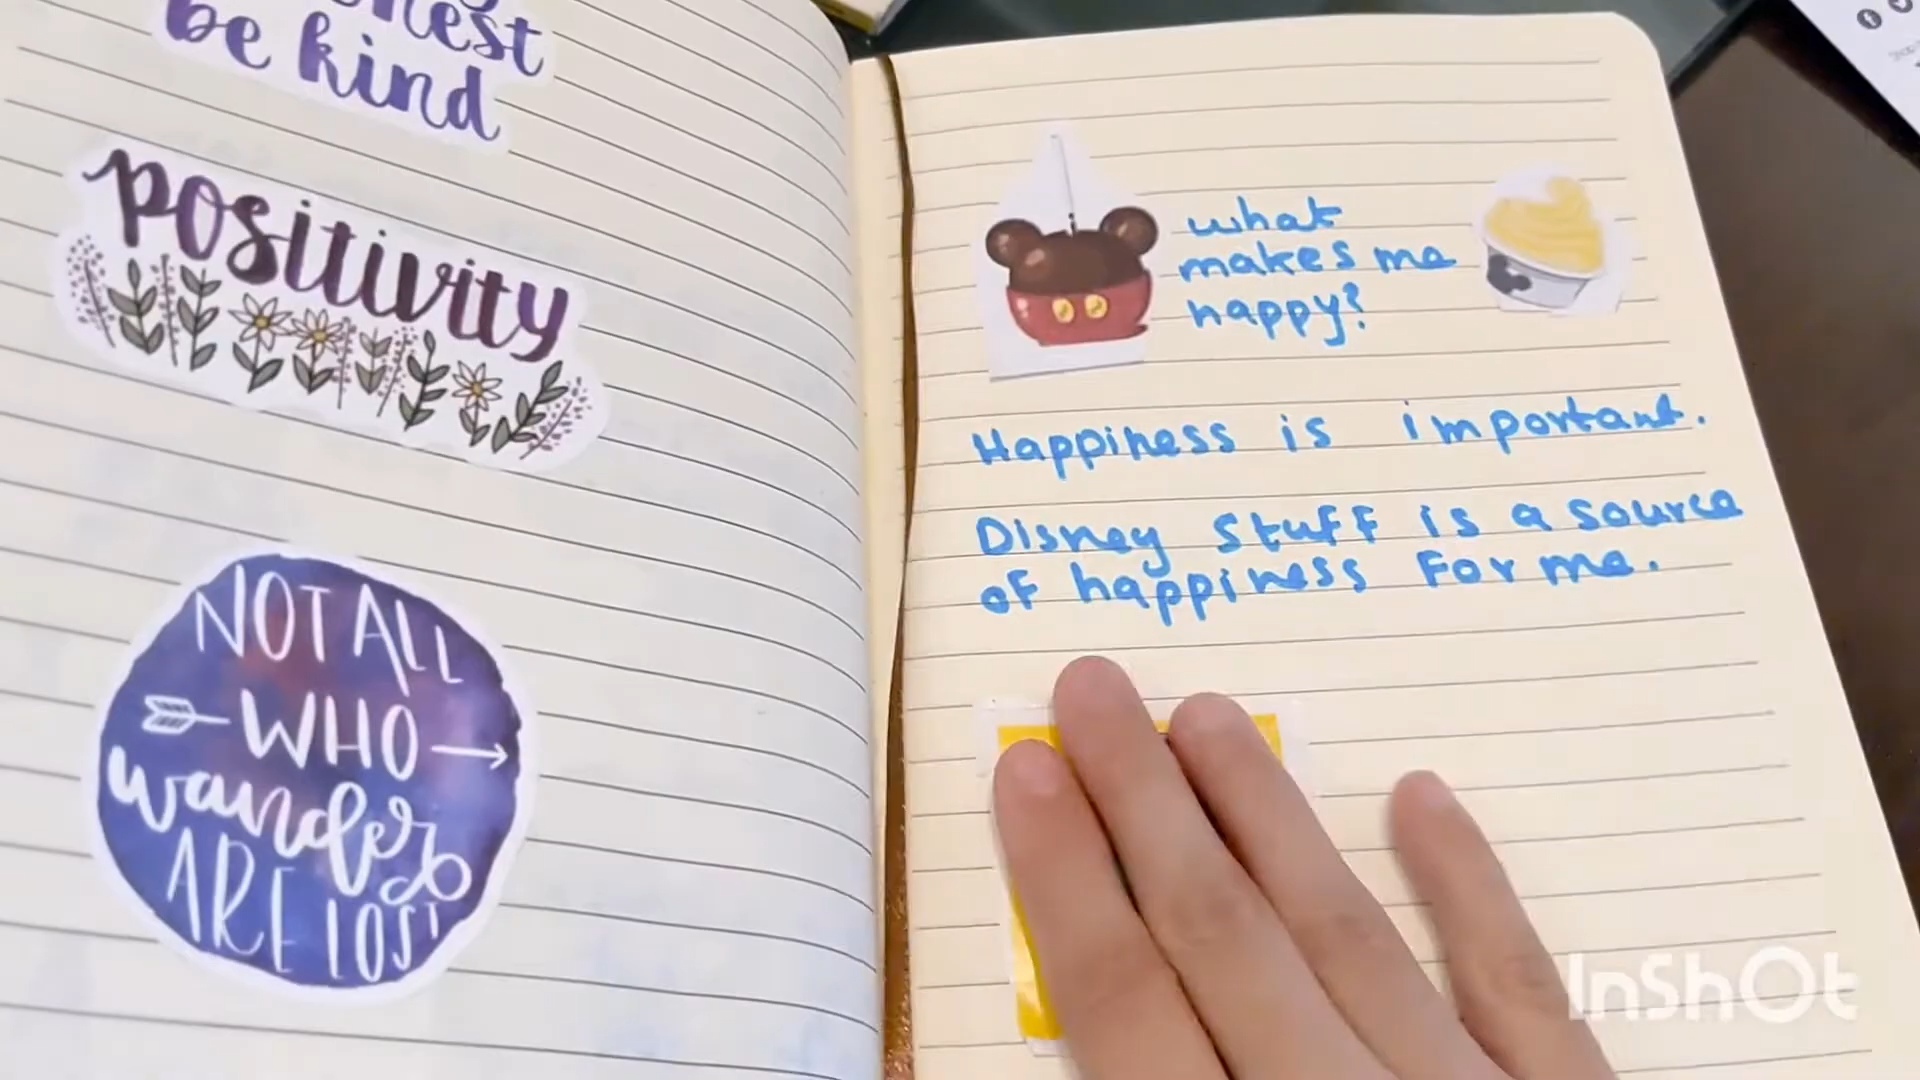 be kind
positivity
NOT ALL
WHO
wander
ARE LOST
what
makes me
happy?
Happiness is important.
Disney stuff is a source
of happiness for me.
InShOt